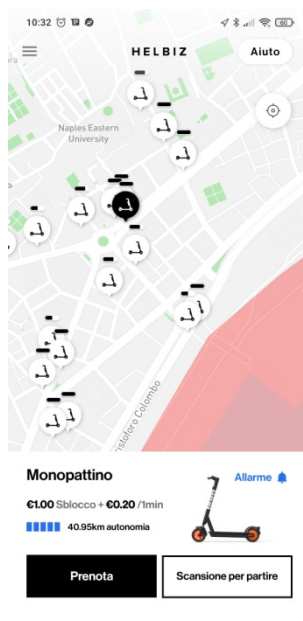 10:32
60
HELBIZ
Aiuto
Naples Eastern
University
Cristoforo Colombo
Monopattino
Allarme
€1.00 Sblocco + €0.20 /1min
40.95km autonomia
Prenota
Scansione per partire